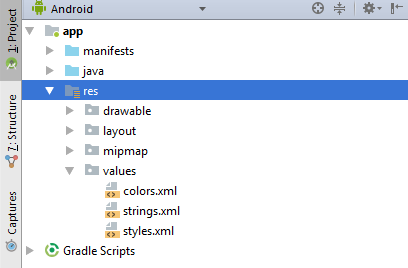 Android
1: Project
app
manifests
java
res
drawable
layout
mipmap
7: Structure
values
colors.xml
strings.xml
Captures
styles.xml
Gradle Scripts